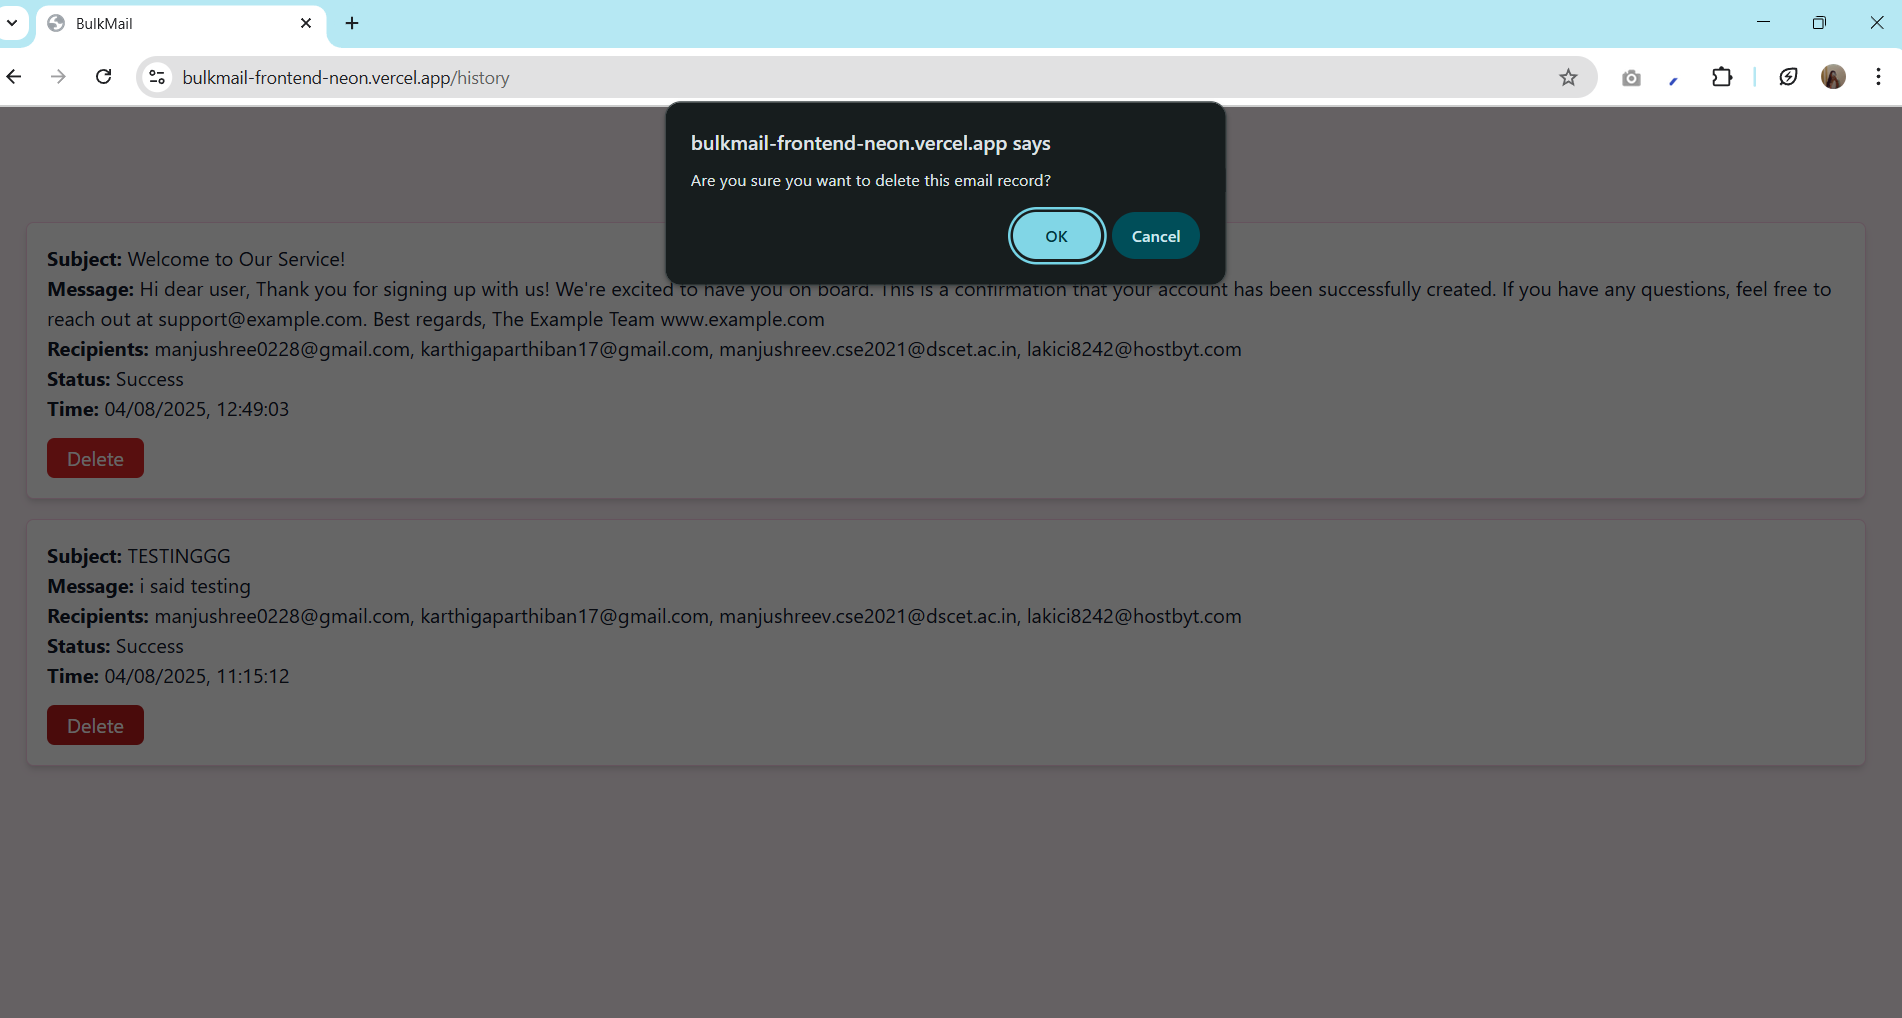 BulkMail
bulkmail-frontend-neon.vercel.app/history
bulkmail-frontend-neon.vercel.app says
Are you sure you want to delete this email record?
OK
Cancel
Subject: Welcome to Our Service!
Message: Hi dear user, Thank you for signing up with us! We're excited to have you on board. This is a confirmation that your account has been successfully created. If you have any questions, feel free to
reach out at support@example.com. Best regards, The Example Team www.example.com
Recipients: manjushree0228@gmail.com, karthigaparthiban17@gmail.com, manjushreev.cse2021@dscet.ac.in, lakici8242@hostbyt.com
Status: Success
Time: 04/08/2025, 12:49:03
Delete
Subject: TESTINGGG
Message: i said testing
Recipients: manjushree0228@gmail.com, karthigaparthiban17@gmail.com, manjushreev.cse2021@dscet.ac.in, lakici8242@hostbyt.com
Status: Success
Time: 04/08/2025, 11:15:12
Delete